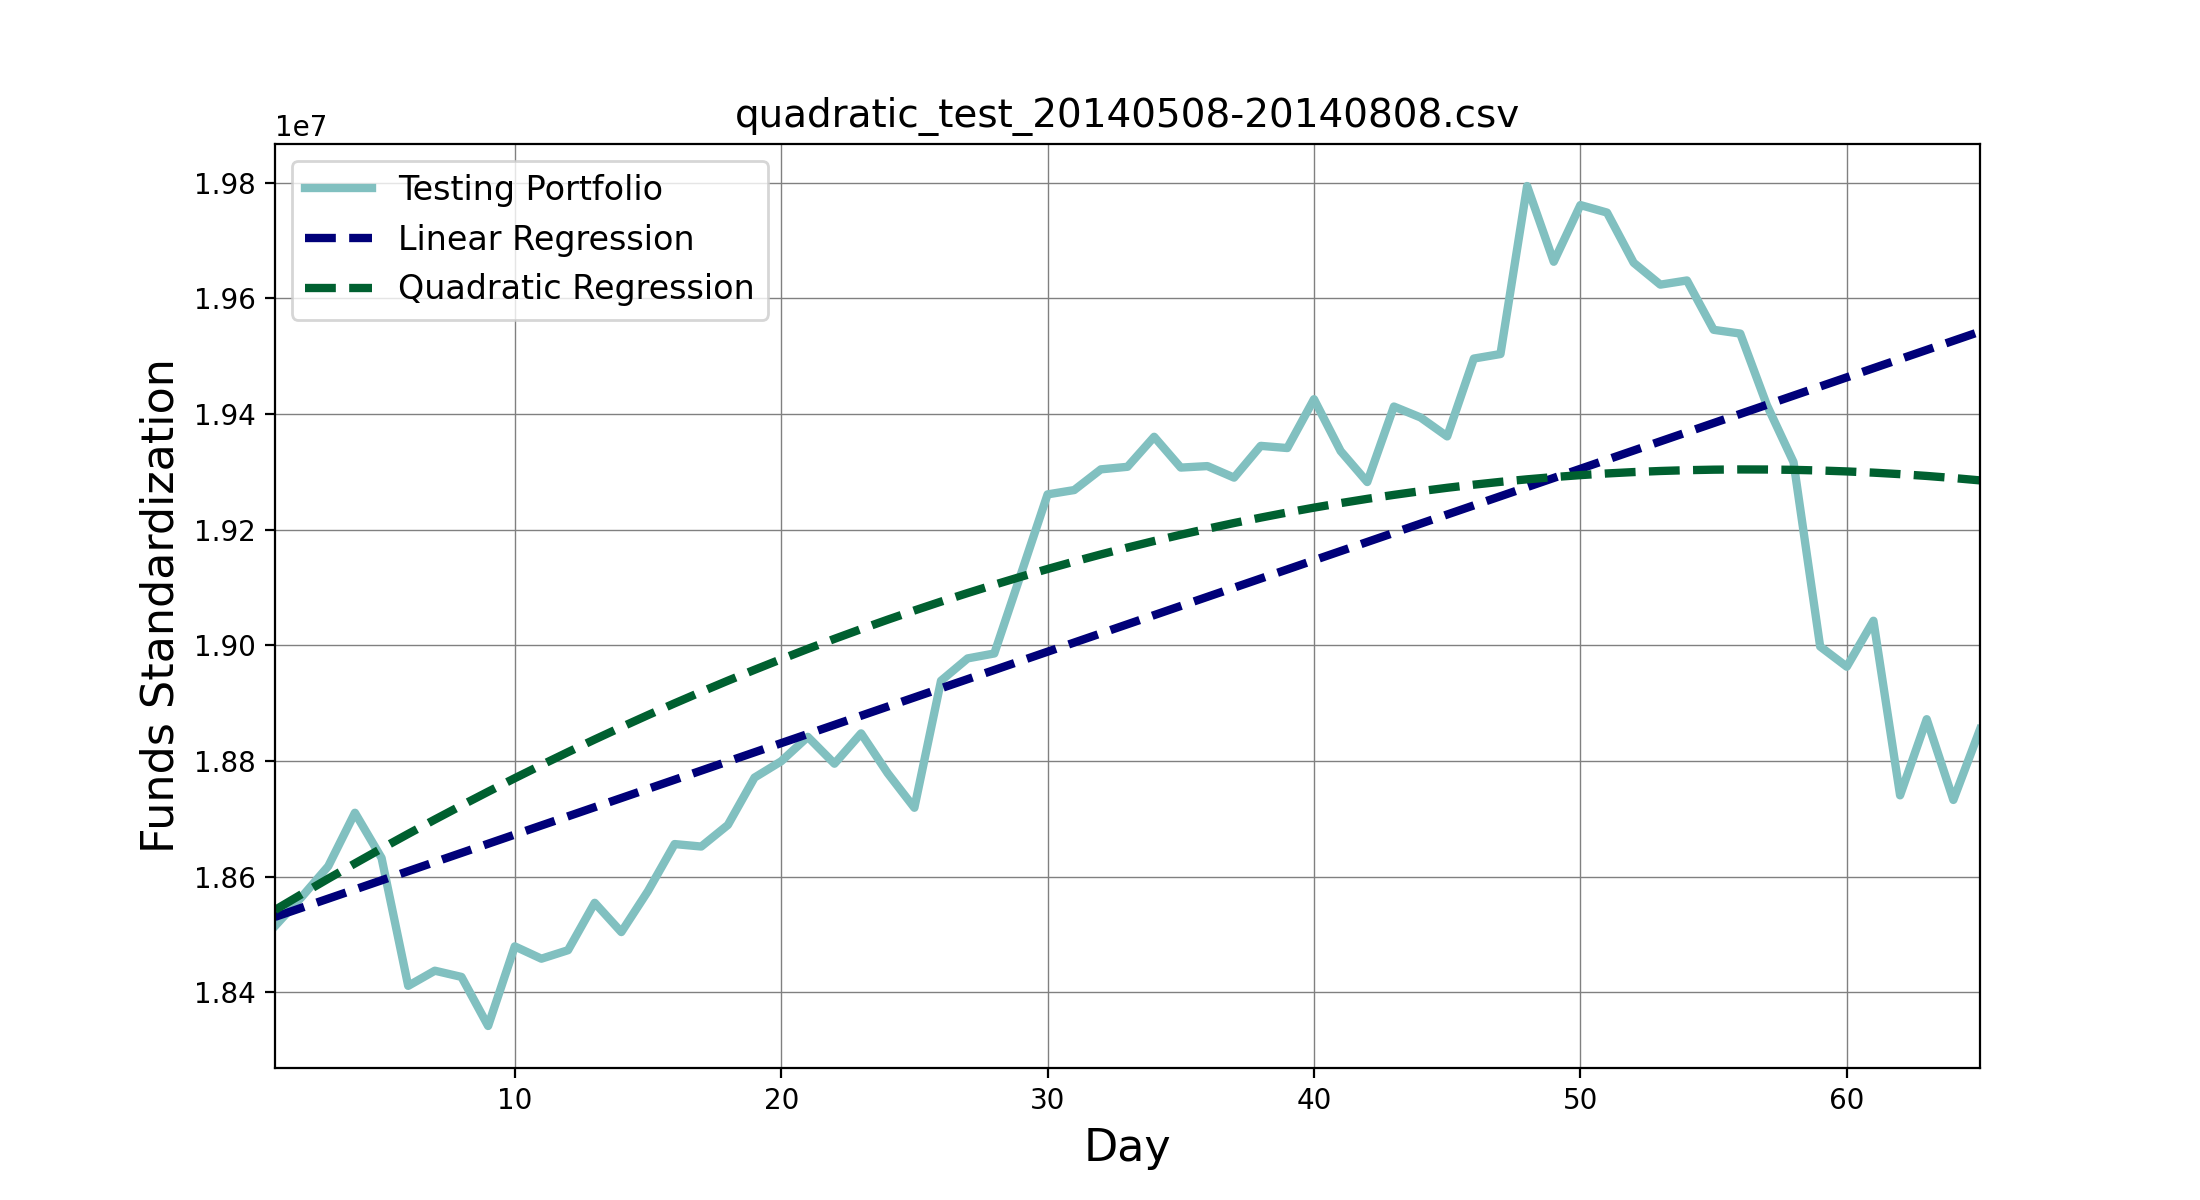 quadratic_test_20140508-20140808.csv
1e7
Testing Portfolio
Linear Regression
Quadratic Regression
Funds Standardization
1.98
1.96
1.94
1.92
1.90
1.88
1.86
1.84
10 20 30 40 50 60
Day